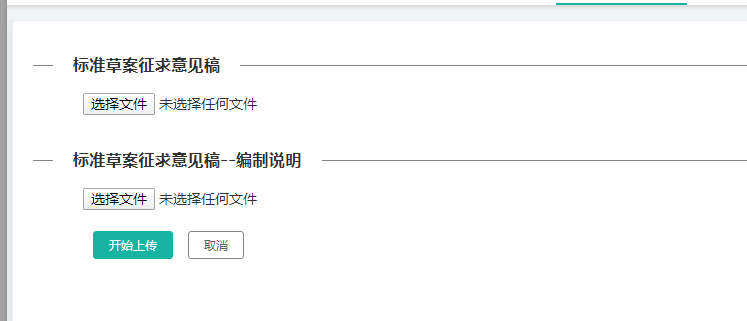 标准草案征求意见稿
选择文件 未选择任何文件
标准草案征求意见稿--编制说明
选择文件 未选择任何文件
开始上传 取消